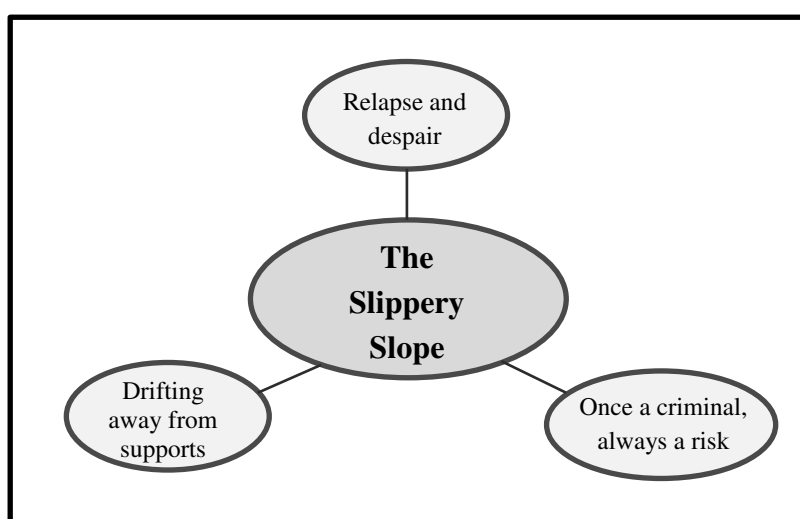 Relapse and
despair
The
Slippery
Slope
Drifting
away from
supports
Once a criminal,
always a risk